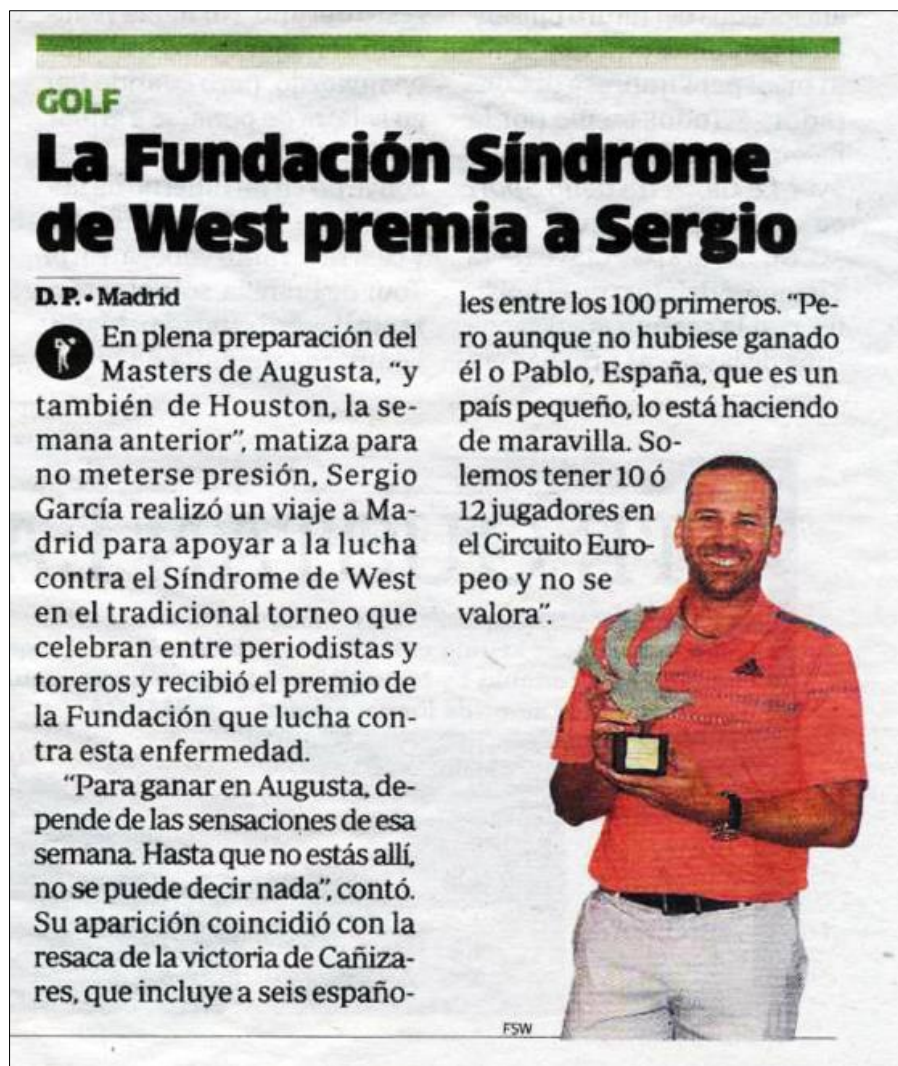 GOLF
La Fundación Síndrome
de West premia a Sergio
D. P. • Madrid
En plena preparación del
Masters de Augusta, “y
también de Houston, la se-
mana anterior”, matiza para
no meterse presión, Sergio
García realizó un viaje a Ma-
drid para apoyar a la lucha
contra el Síndrome de West
en el tradicional torneo que
celebran entre periodistas y
toreros y recibió el premio de
la Fundación que lucha con-
tra esta enfermedad.
“Para ganar en Augusta, de-
pende de las sensaciones de esa
semana. Hasta que no estás allí,
no se puede decir nada”, contó.
Su aparición coincidió con la
resaca de la victoria de Cañiza-
res, que incluye a seis españo-
les entre los 100 primeros. “Pe-
ro aunque no hubiese ganado
él o Pablo, España, que es un
país pequeño, lo está haciendo
de maravilla. So-
lemos tener 10 ó
12 jugadores en
el Circuito Euro-
peo y no se
valora”.
FSW